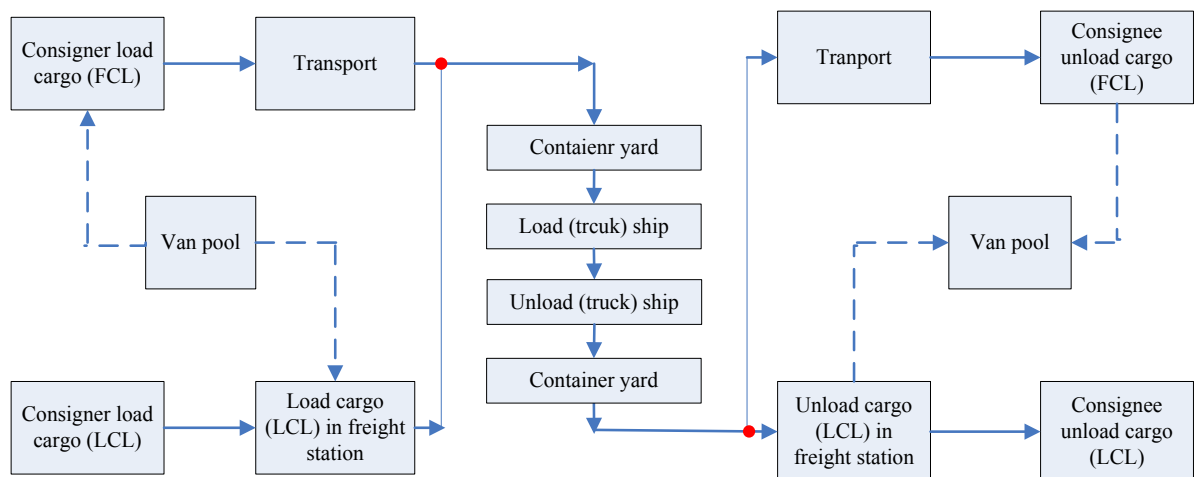 Consigner load
cargo (FCL)
Transport
Contaienr yard
Load (trcuk) ship
Unload (truck) ship
Container yard
Van pool
Consigner load
cargo (LCL)
Load cargo
(LCL) in freight
station
Tranport
Consignee
unload cargo
(FCL)
Van pool
Unload cargo
(LCL) in
freight station
Consignee
unload cargo
(LCL)